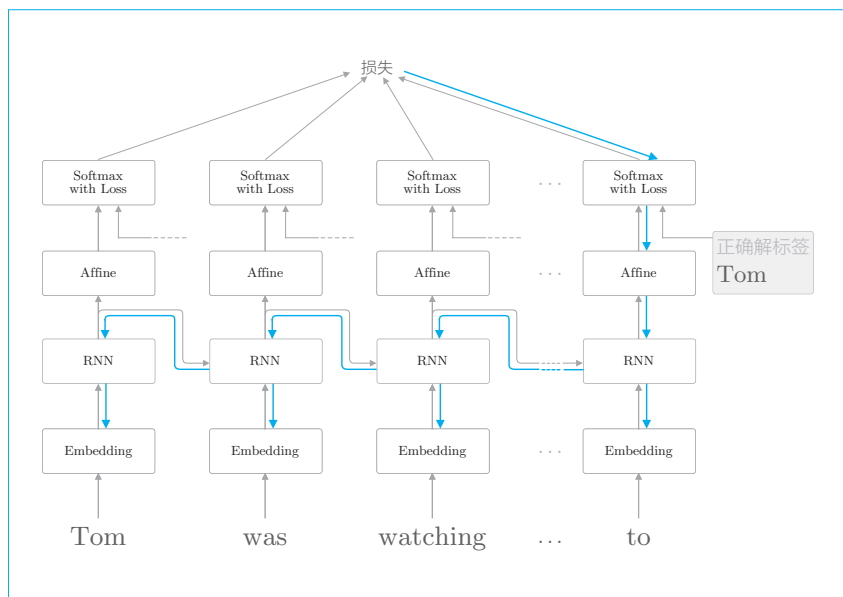 损失
Softmax
with Loss
Softmax
with Loss
Softmax
with Loss
· · ·
Softmax
with Loss
正确解标签
Tom
Affine
Affine
Affine
· · ·
Affine
RNN
RNN
RNN
RNN
Embedding
Embedding
Embedding
· · ·
Embedding
Tom was watching ... to